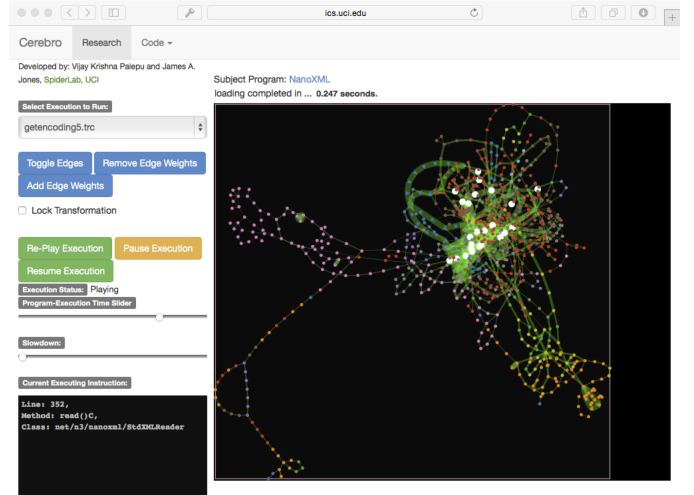 ics.uci.edu
Cerebro Research Code
Developed by: Vijay Krishna Palepu and James A.
Jones, SpiderLab, UCI
Select Execution to Run:
getencoding5.trc
Toggle Edges Remove Edge Weights
Add Edge Weights
Lock Transformation
Re-Play Execution Pause Execution
Resume Execution
Execution Status: Playing
Program-Execution Time Slider
Slowdown:
Current Executing Instruction:
Line: 352,
Method: read()C,
Class: net/n3/nanoxml/StdXMLReader
Subject Program: NanoXML
loading completed in ... 0.247 seconds.